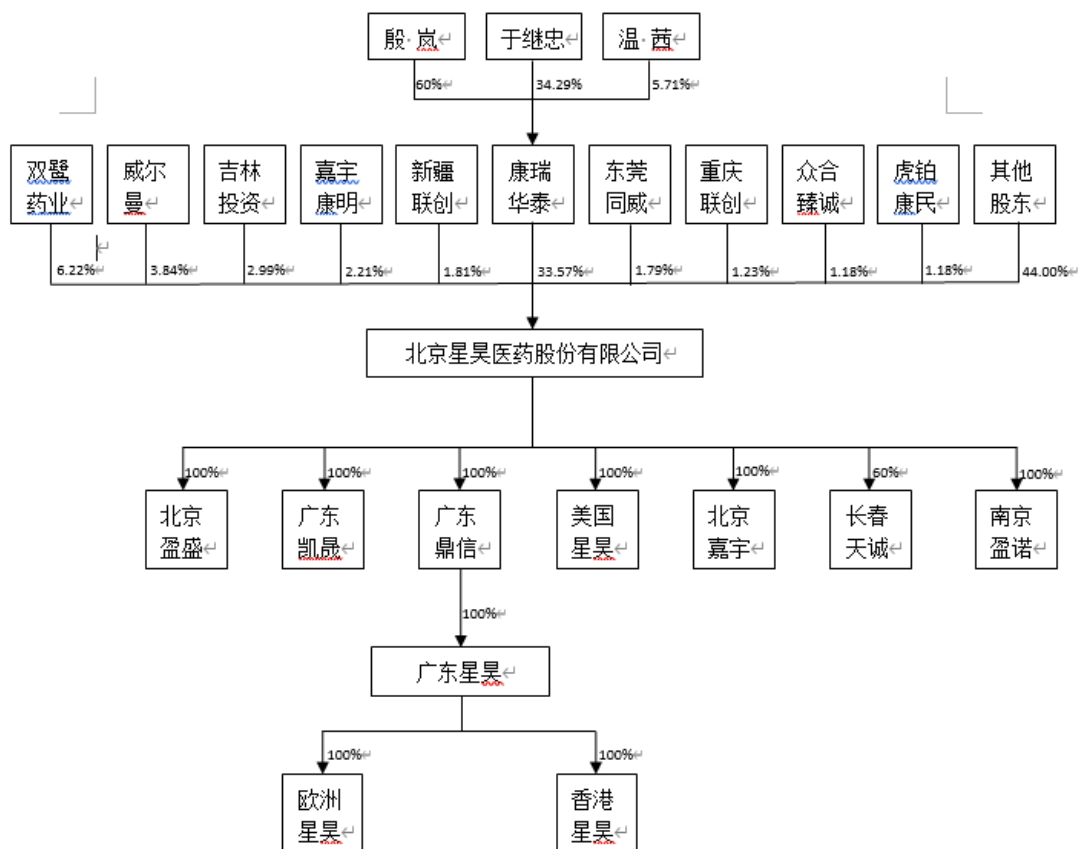 殷 岚
于继忠
温 茜
60%
34.29%
5.71%
双鹭
药业
威尔
曼
吉林
投资
嘉宇
康明
新疆
联创
康瑞
华泰
东莞
同威
重庆
联创
众合
臻诚
虎铂
康民
其他
股东
6.22%
3.84%
2.99%
2.21%
1.81%
33.57%
1.79%
1.23%
1.18%
1.18%
44.00%
北京星昊医药股份有限公司
100%
100%
100%
100%
100%
60%
100%
北京
盈盛
广东
凯晟
广东
鼎信
美国
星昊
北京
嘉宇
长春
天诚
南京
盈诺
100%
广东星昊
100%
100%
欧洲
星昊
香港
星昊